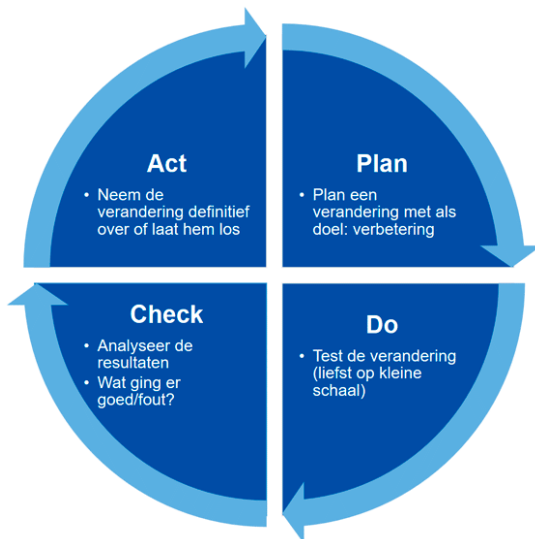 Act
• Neem de
verandering definitief
over of laat hem los
Plan
• Plan een
verandering met als
doel: verbetering
Check
• Analyseer de
resultaten
• Wat ging er
goed/fout?
Do
• Test de verandering
(liefst op kleine
schaal)